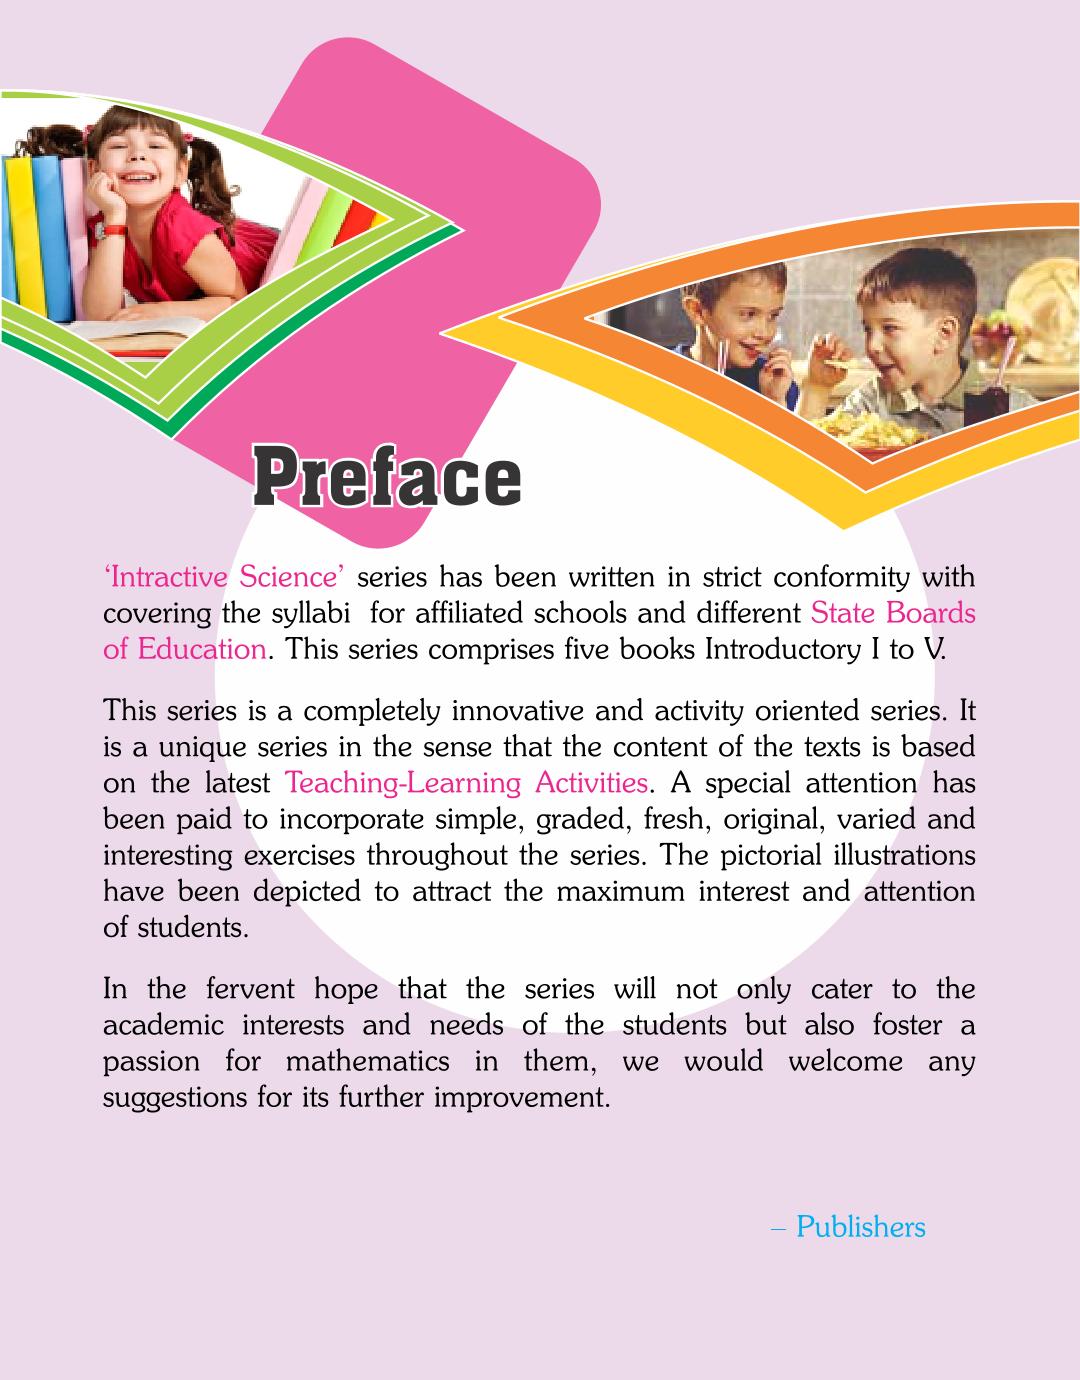 Preface
‘Intractive Science’ series has been written in strict conformity with
covering the syllabi for affiliated schools and different State Boards
of Education. This series comprises five books Introductory I to V.
This series is a completely innovative and activity oriented series. It
is a unique series in the sense that the content of the texts is based
on the latest Teaching-Learning Activities. A special attention has
been paid to incorporate simple, graded, fresh, original, varied and
interesting exercises throughout the series. The pictorial illustrations
have been depicted to attract the maximum interest and attention
of students.
In the fervent hope that the series will not only cater to the
academic interests and needs of the students but also foster a
passion for mathematics in them, we would welcome any
suggestions for its further improvement.
– Publishers